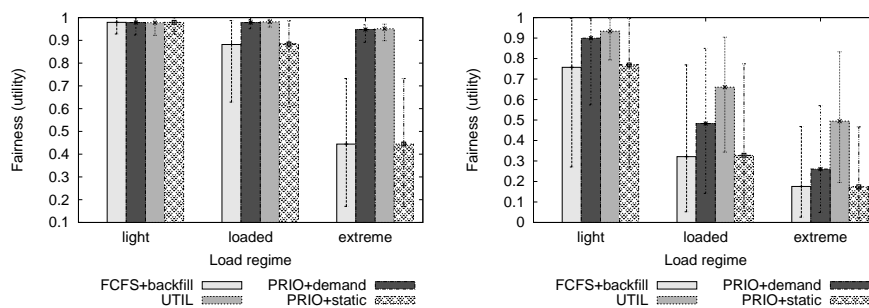 Fairness (utility)
1
0.9
0.8
0.7
0.6
0.5
0.4
0.3
0.2
0.1
light loaded extreme
Load regime
FCFS+backfill PRIO+demand
UTIL PRIO+static
Fairness (utility)
1
0.9
0.8
0.7
0.6
0.5
0.4
0.3
0.2
0.1
0
light loaded extreme
Load regime
FCFS+backfill PRIO+demand
UTIL PRIO+static